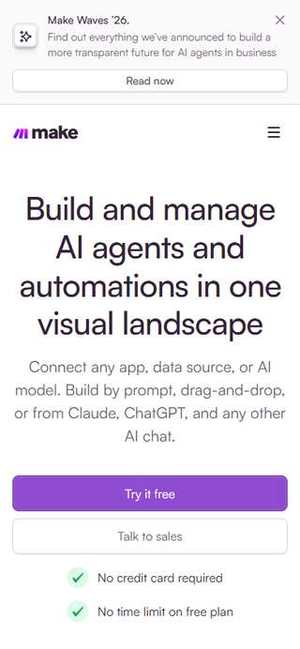 Make Waves '26.
Find out everything we've announced to build a
more transparent future for AI agents in business
Read now
make
Build and manage
AI agents and
automations in one
visual landscape
Connect any app, data source, or AI
model. Build by prompt, drag-and-drop,
or from Claude, ChatGPT, and any other
AI chat.
Try it free
Talk to sales
No credit card required
No time limit on free plan